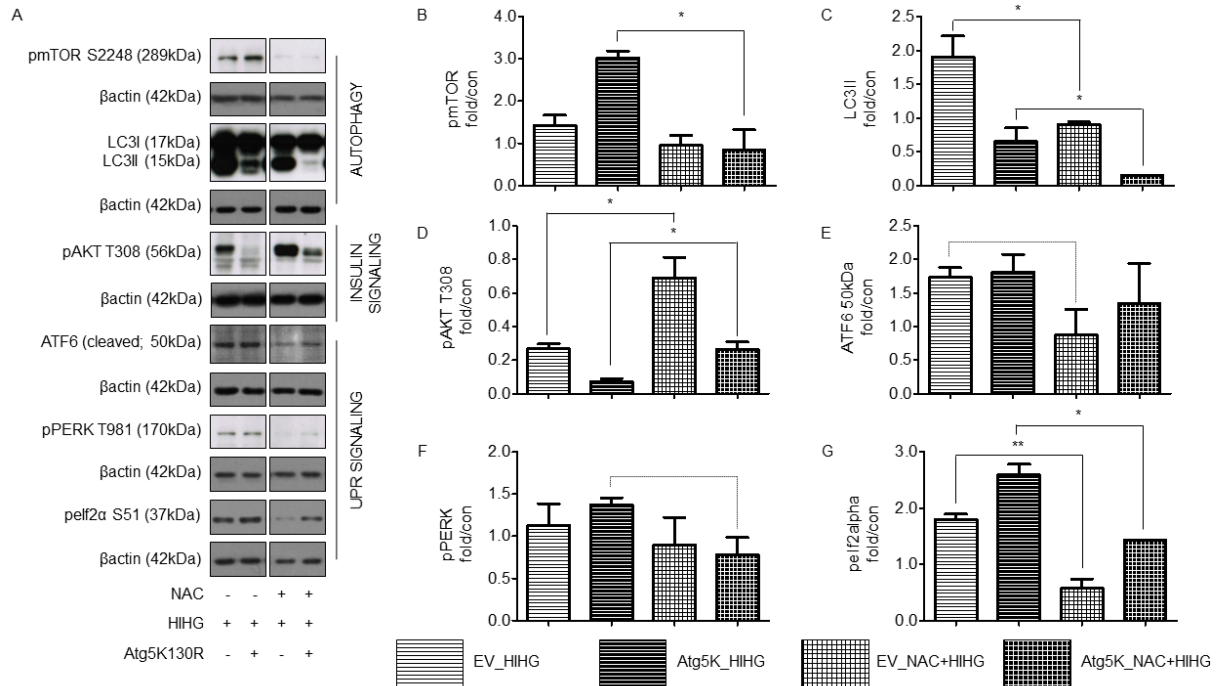 A
pmTOR S2248 (289kDa)
βactin (42kDa)
LC3I (17kDa)
LC3II (15kDa)
βactin (42kDa)
pAKT T308 (56kDa)
βactin (42kDa)
ATF6 (cleaved; 50kDa)
βactin (42kDa)
pPERK T981 (170kDa)
βactin (42kDa)
peIf2α S51 (37kDa)
βactin (42kDa)
AUTOPHAGY
INSULIN
SIGNALING
UPR SIGNALING
NAC - - + +
HIHG + + + +
Atg5K130R - + - +
B
pmTOR
fold/con
4.0
3.0
2.0
1.0
0.0
*
C
LC3II
fold/con
2.5
2.0
1.5
1.0
0.5
0.0
*
*
D
pAKT T308
fold/con
0.8
0.6
0.4
0.2
0.0
*
*
E
ATF6 50kDa
fold/con
2.5
2.0
1.5
1.0
0.5
0.0
F
pPERK
fold/con
2.0
1.5
1.0
0.5
0.0
G
peIf2alpha
fold/con
3.0
2.0
1.0
0.0
**
*
EV_HIHG
Atg5K_HIHG
EV_NAC+HIHG
Atg5K_NAC+HIHG